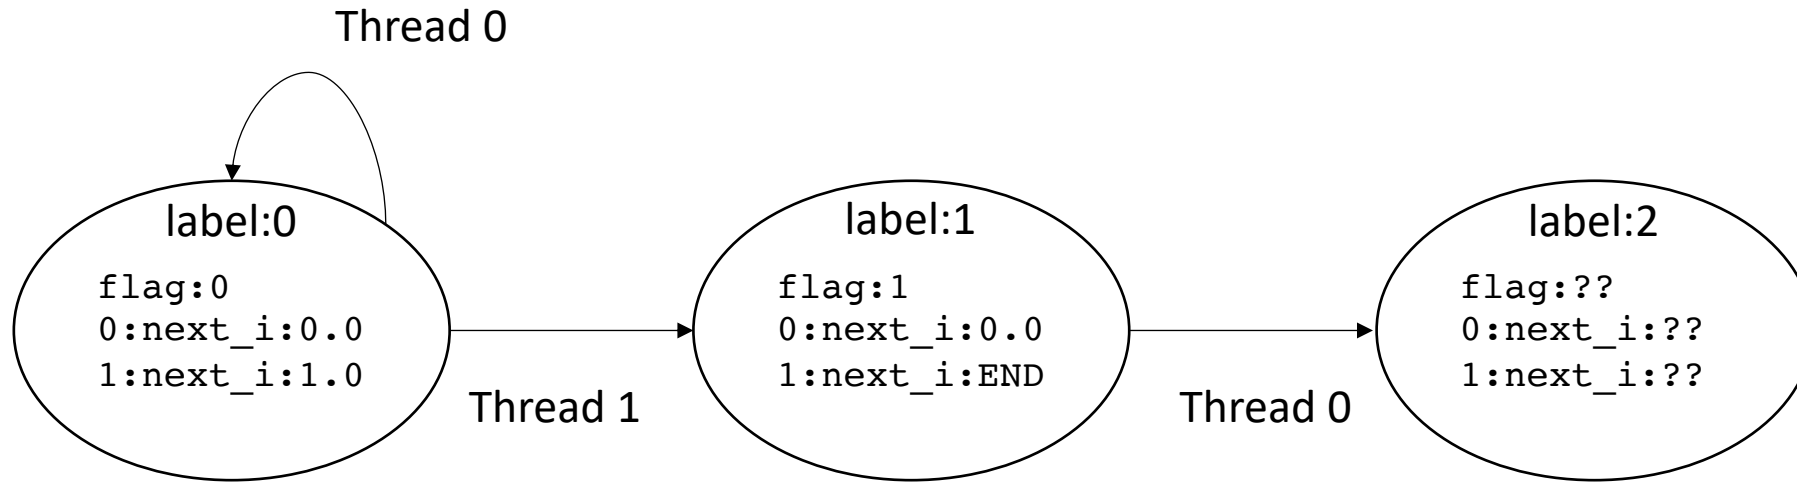 Thread 0
label:0
flag:0
0:next_i:0.0
1:next_i:1.0
Thread 1
label:1
flag:1
0:next_i:0.0
1:next_i:END
Thread 0
label:2
flag:??
0:next_i:??
1:next_i:??